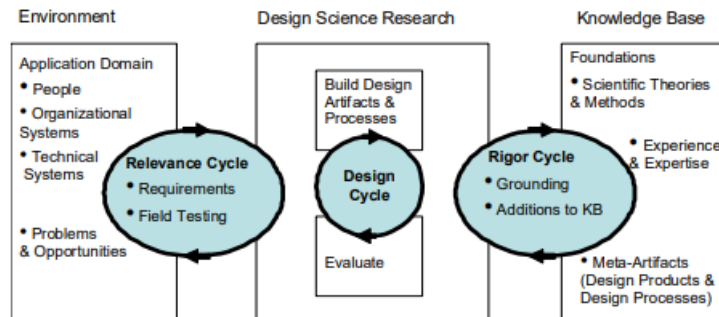 Environment
Design Science Research
Knowledge Base
Application Domain
• People
• Organizational
Systems
• Technical
Systems
• Problems
& Opportunities
Relevance Cycle
• Requirements
• Field Testing
Build Design
Artifacts &
Processes
Design
Cycle
Evaluate
Rigor Cycle
• Grounding
• Additions to KB
Foundations
• Scientific Theories
& Methods
• Experience
& Expertise
• Meta-Artifacts
(Design Products &
Design Processes)